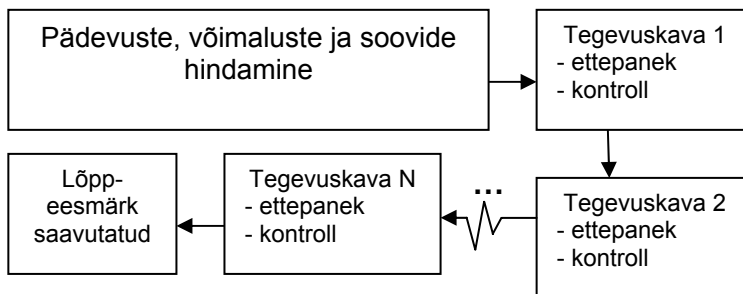 Pädevuste, võimaluste ja soovide
hindamine
Tegevuskava 1
- ettepanek
- kontroll
Tegevuskava 2
- ettepanek
- kontroll
...
Tegevuskava N
- ettepanek
- kontroll
Lõpp-
eesmärk
saavutatud